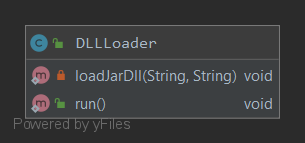 DLLLoader
loadJarDll(String, String) void
run() void
Powered by yFiles